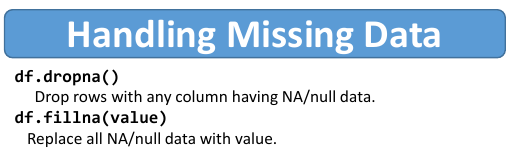 Handling Missing Data
df.dropna()
Drop rows with any column having NA/null data.
df.fillna(value)
Replace all NA/null data with value.